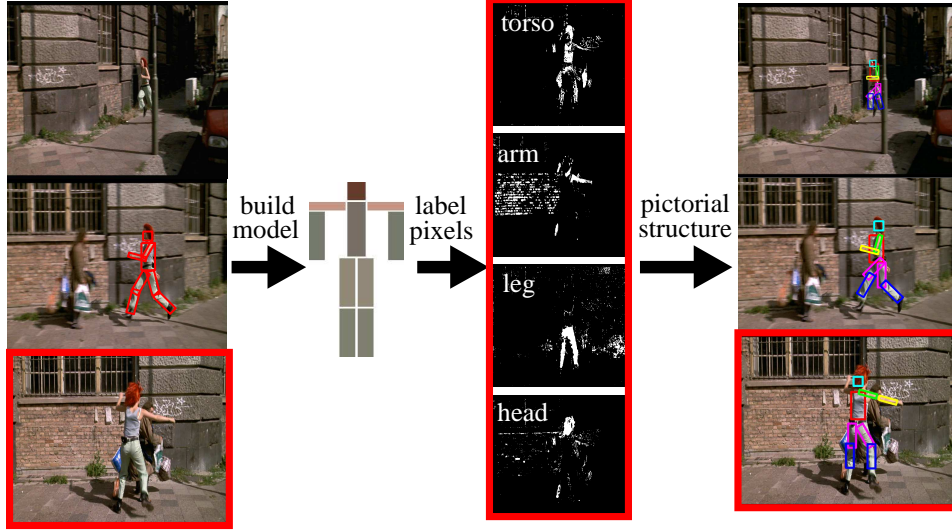 torso
arm
build
model
label
pixels
pictorial
structure
leg
head